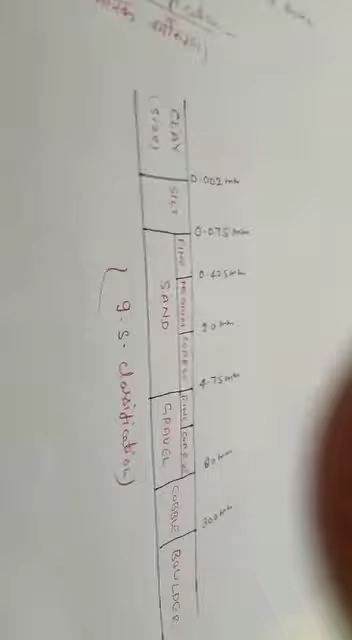 CLAY
(SIZE)
SILT
FINE
MEDIUM
COARSE
SAND
FINE
COARSE
GRAVEL
COBBLE
BOULDER
0.002 mm
0.075 mm
0.425 mm
2.0 mm
4.75 mm
80 mm
300 mm
(I.S. classification)